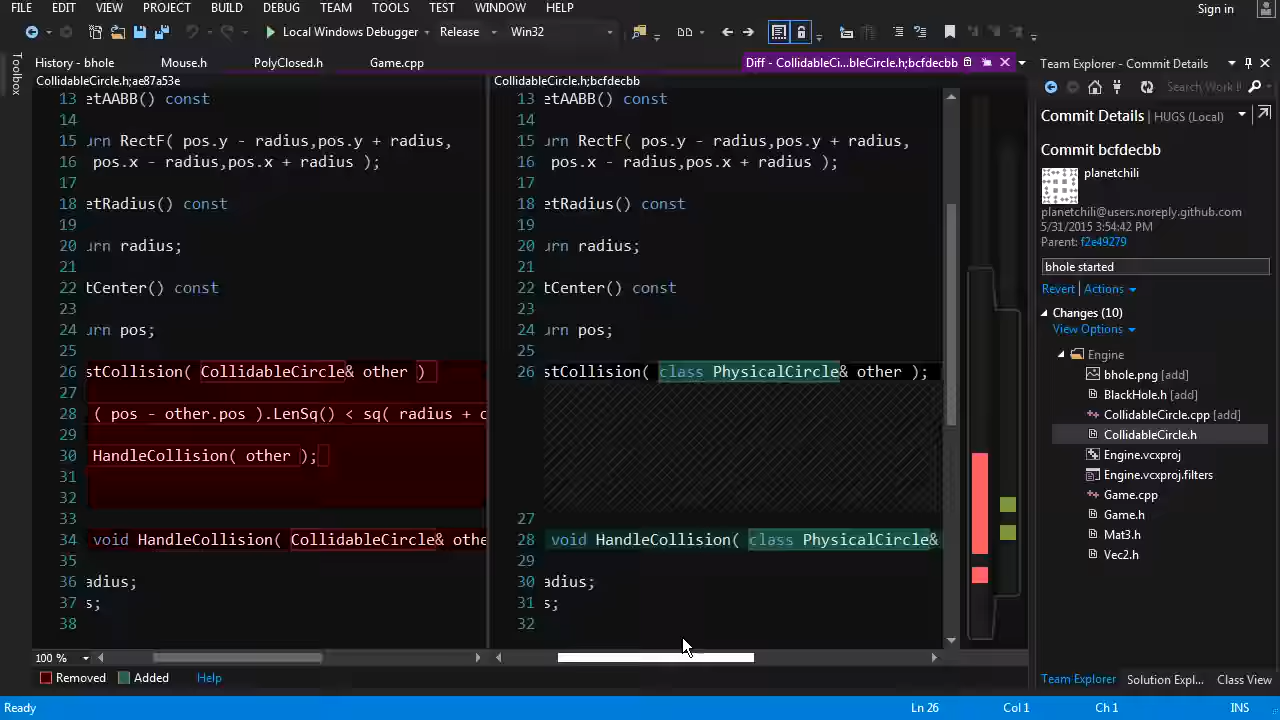 FILE EDIT VIEW PROJECT BUILD DEBUG TEAM TOOLS TEST WINDOW HELP Sign in
Local Windows Debugger Release Win32
Toolbox
History - bhole Mouse.h PolyClosed.h Game.cpp Diff - CollidableCi...bleCircle.h;bcfdecbb
CollidableCircle.h;ae87a53e
13 etAABB() const
14
15 urn RectF( pos.y - radius,pos.y + radius,
16 pos.x - radius,pos.x + radius );
17
18 etRadius() const
19
20 urn radius;
21
22 tCenter() const
23
24 urn pos;
25
26 stCollision( CollidableCircle& other )
27
28 ( pos - other.pos ).LenSq() < sq( radius + o
29
30 HandleCollision( other );
31
32
33
34 void HandleCollision( CollidableCircle& othe
35
36 adius;
37 s;
38
CollidableCircle.h;bcfdecbb
13 etAABB() const
14
15 urn RectF( pos.y - radius,pos.y + radius,
16 pos.x - radius,pos.x + radius );
17
18 etRadius() const
19
20 urn radius;
21
22 tCenter() const
23
24 urn pos;
25
26 stCollision( class PhysicalCircle& other );
27
28 void HandleCollision( class PhysicalCircle&
29
30 adius;
31 s;
32
100 %
Removed Added Help
Team Explorer - Commit Details
Commit Details | HUGS (Local)
Commit bcfdecbb
planetchili
planetchili@users.noreply.github.com
5/31/2015 3:54:42 PM
Parent: f2e49279
bhole started
Revert | Actions
Changes (10)
View Options
Engine
bhole.png [add]
BlackHole.h [add]
CollidableCircle.cpp [add]
CollidableCircle.h
Engine.vcxproj
Engine.vcxproj.filters
Game.cpp
Game.h
Mat3.h
Vec2.h
Team Explorer Solution Expl... Class View
Ready Ln 26 Col 1 Ch 1 INS